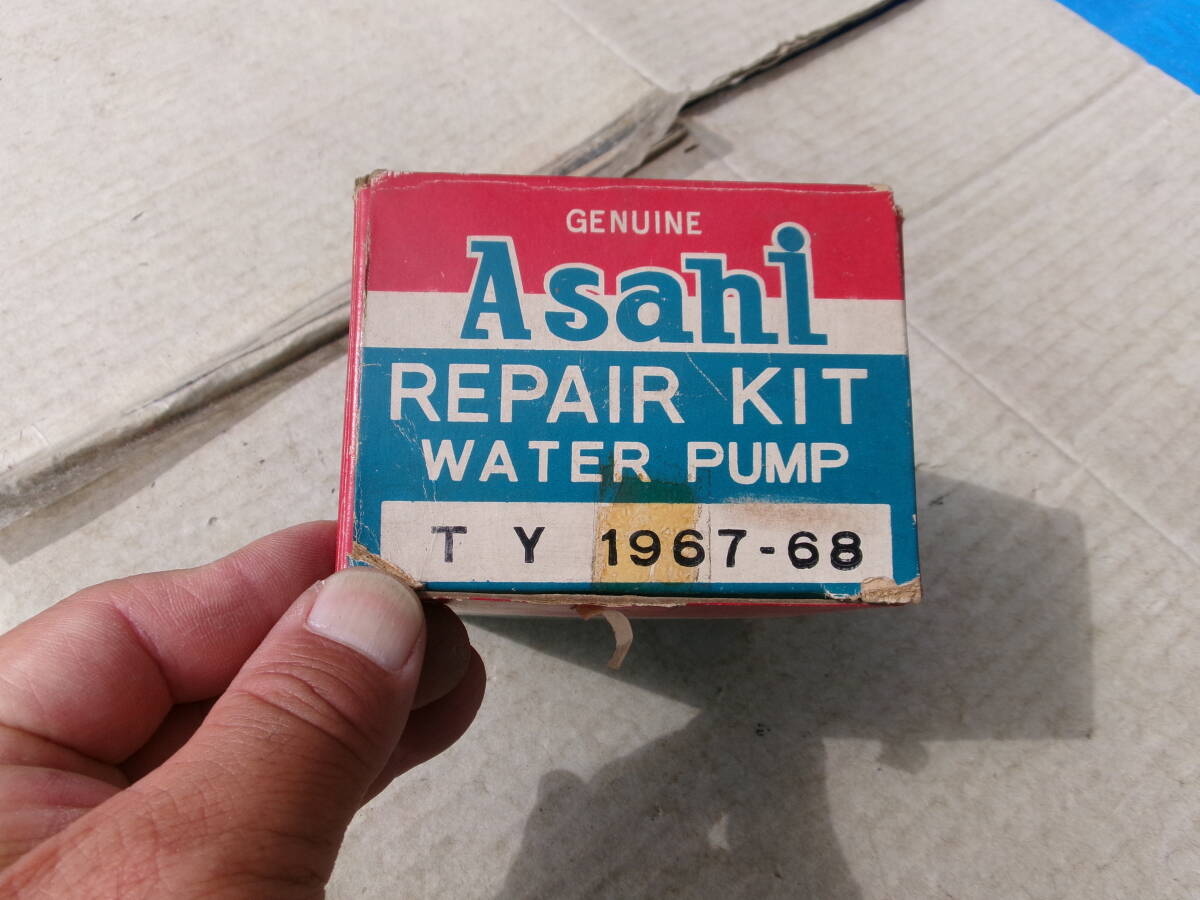 GENUINE
Asahi
REPAIR KIT
WATER PUMP
T Y 1967-68